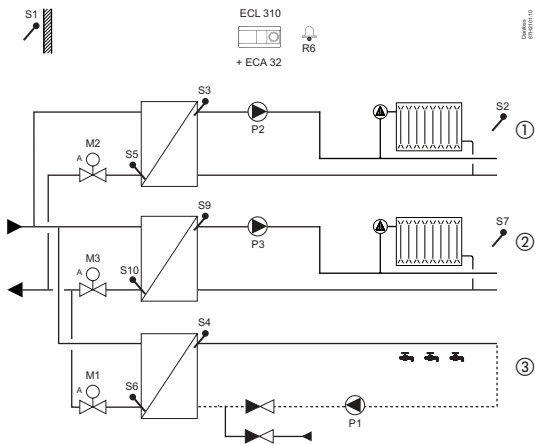 S1
ECL 310
R6
+ ECA 32
Danfoss
S3
S2
P2
1
M2
A
S5
S9
S7
P3
2
M3
A
S10
S4
3
M1
A
S6
P1